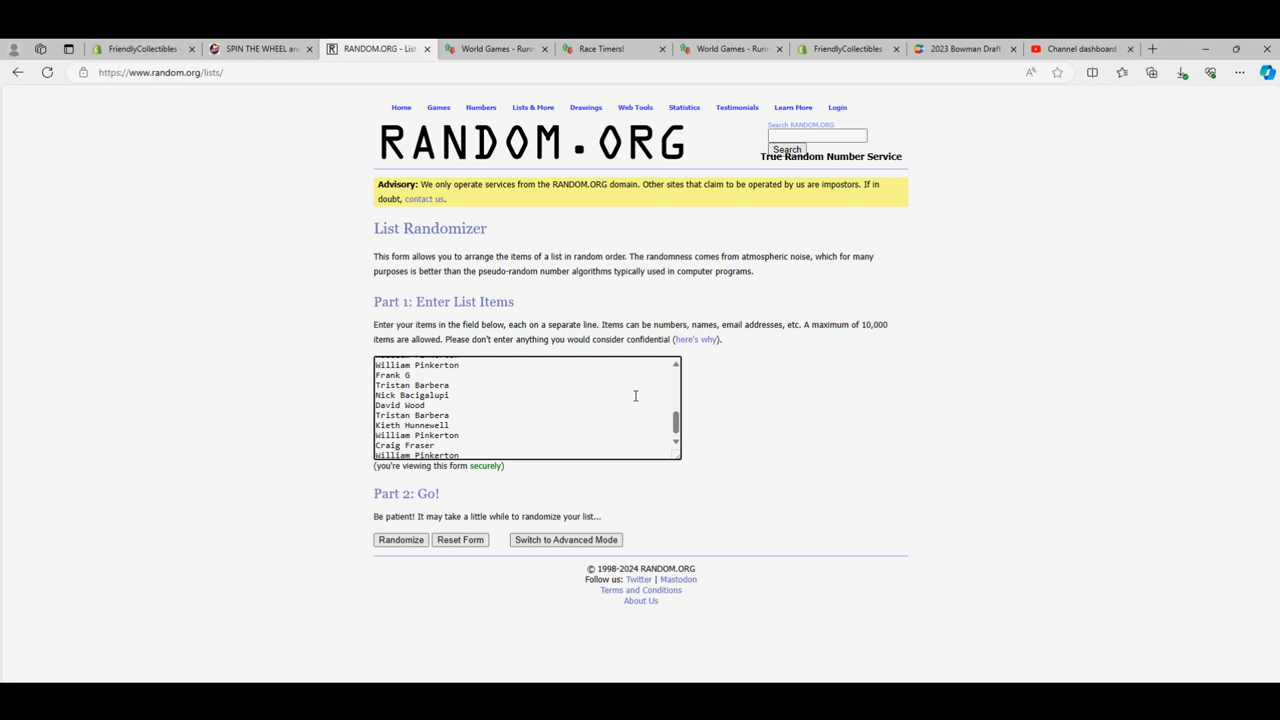 FriendlyCollectibles -
SPIN THE WHEEL an
RANDOM.ORG - Lis
World Games - Runn
Race Timers!
World Games - Runn
FriendlyCollectibles
2023 Bowman Draft
Channel dashboard -
https://www.random.org/lists/
Home
Games
Numbers
Lists & More
Drawings
Web Tools
Statistics
Testimonials
Learn More
Login
Search RANDOM.ORG
RANDOM.ORG
Search
True Random Number Service
Advisory: We only operate services from the RANDOM.ORG domain. Other sites that claim to be operated by us are impostors. If in
doubt, contact us.
List Randomizer
This form allows you to arrange the items of a list in random order. The randomness comes from atmospheric noise, which for many
purposes is better than the pseudo-random number algorithms typically used in computer programs.
Part 1: Enter List Items
Enter your items in the field below, each on a separate line. Items can be numbers, names, email addresses, etc. A maximum of 10,000
items are allowed. Please don't enter anything you would consider confidential (here's why).
William Pinkerton
Frank G
Tristan Barbera
Nick Bacigalupi
David Wood
Tristan Barbera
Kieth Hunnewell
William Pinkerton
Craig Fraser
William Pinkerton
(you're viewing this form securely)
Part 2: Go!
Be patient! It may take a little while to randomize your list...
Randomize
Reset Form
Switch to Advanced Mode
© 1998-2024 RANDOM.ORG
Follow us: Twitter | Mastodon
Terms and Conditions
About Us